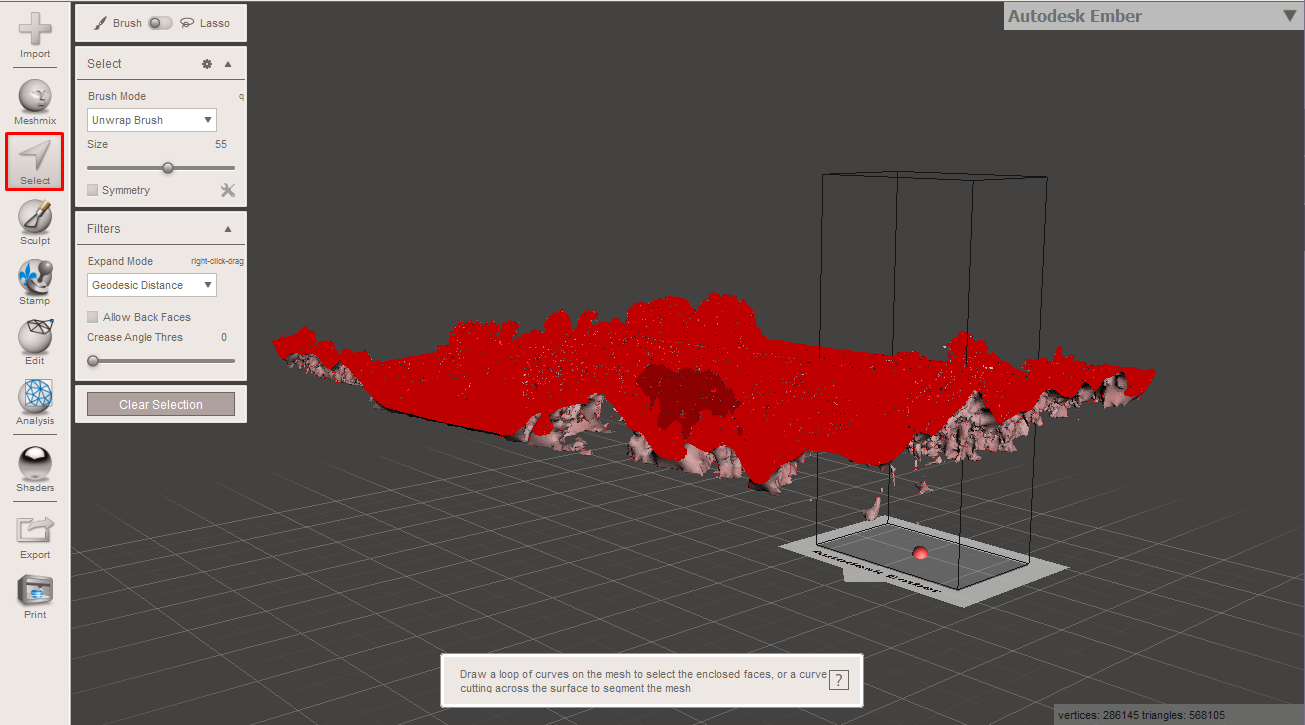 Import
Meshmix
Select
Sculpt
Stamp
Edit
Analysis
Shaders
Export
Print
Brush Lasso
Select
Brush Mode q
Unwrap Brush
Size 55
Symmetry
Filters
Expand Mode right-click-drag
Geodesic Distance
Allow Back Faces
Crease Angle Thres 0
Clear Selection
Autodesk Ember
Autodesk Ember
Draw a loop of curves on the mesh to select the enclosed faces, or a curve
cutting across the surface to segment the mesh
?
vertices: 286145 triangles: 568105